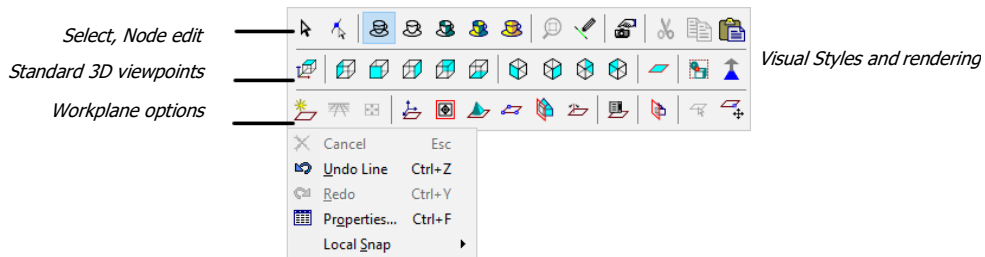 Select, Node edit
Standard 3D viewpoints
Visual Styles and rendering
Workplane options
Cancel Esc
Undo Line Ctrl+Z
Redo Ctrl+Y
Properties... Ctrl+F
Local Snap